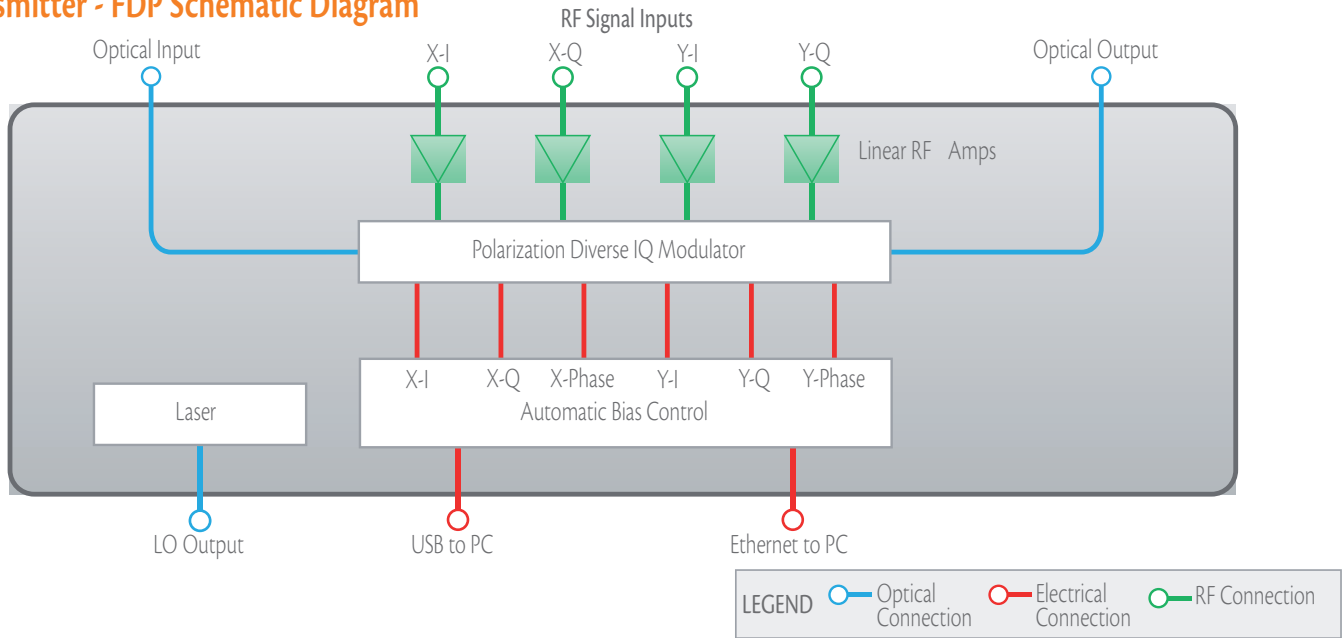 smitter - FDP Schematic Diagram
RF Signal Inputs
Optical Input
X-I
X-Q
Y-I
Y-Q
Optical Output
Linear RF Amps
Polarization Diverse IQ Modulator
X-I
X-Q
X-Phase
Y-I
Y-Q
Y-Phase
Automatic Bias Control
Laser
LO Output
USB to PC
Ethernet to PC
LEGEND
Optical
Connection
Electrical
Connection
RF Connection